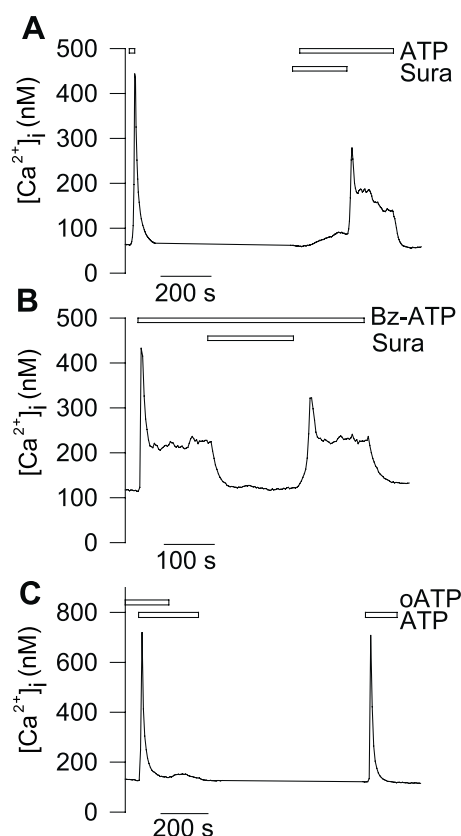 A
500
400
300
200
100
0
[Ca²⁺]i (nM)
ATP
Sura
200 s
B
500
400
300
200
100
0
[Ca²⁺]i (nM)
Bz-ATP
Sura
100 s
C
800
600
400
200
0
[Ca²⁺]i (nM)
oATP
ATP
200 s